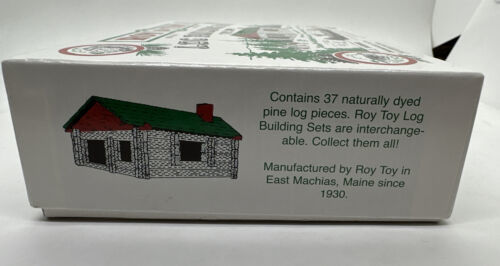 Contains 37 naturally dyed
pine log pieces. Roy Toy Log
Building Sets are interchange-
able. Collect them all!
Manufactured by Roy Toy in
East Machias, Maine since
1930.